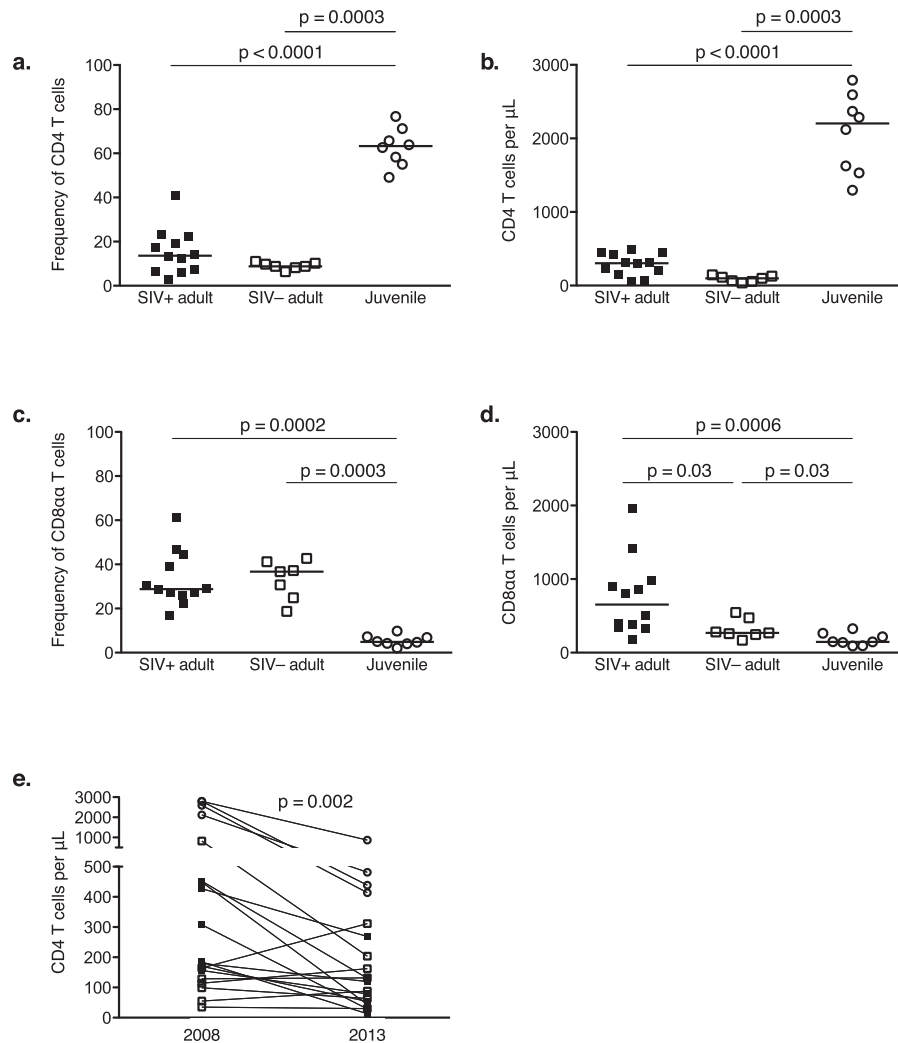 a.
p = 0.0003
p < 0.0001
Frequency of CD4 T cells
100
80
60
40
20
0
SIV+ adult SIV– adult Juvenile
b.
p = 0.0003
p < 0.0001
CD4 T cells per µL
3000
2000
1000
0
SIV+ adult SIV– adult Juvenile
c.
p = 0.0002
p = 0.0003
Frequency of CD8αα T cells
100
80
60
40
20
0
SIV+ adult SIV– adult Juvenile
d.
p = 0.0006
p = 0.03 p = 0.03
CD8αα T cells per µL
3000
2000
1000
0
SIV+ adult SIV– adult Juvenile
e.
p = 0.002
CD4 T cells per µL
3000
2000
1000
500
400
300
200
100
0
2008 2013